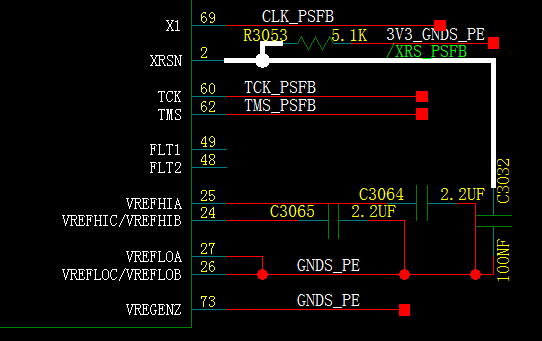 69 CLK_PSFB
X1
R3053 5.1K 3V3_GNDS_PE
2 /XRS_PSFB
XRSN
60 TCK_PSFB
TCK
62 TMS_PSFB
TMS
49
FLT1
48
FLT2
C3032
25 C3064 2.2UF
VREFHIA
24 C3065 2.2UF
VREFHIC/VREFHIB
100NF
27
VREFLOA
26 GNDS_PE
VREFLOC/VREFLOB
73 GNDS_PE
VREGENZ